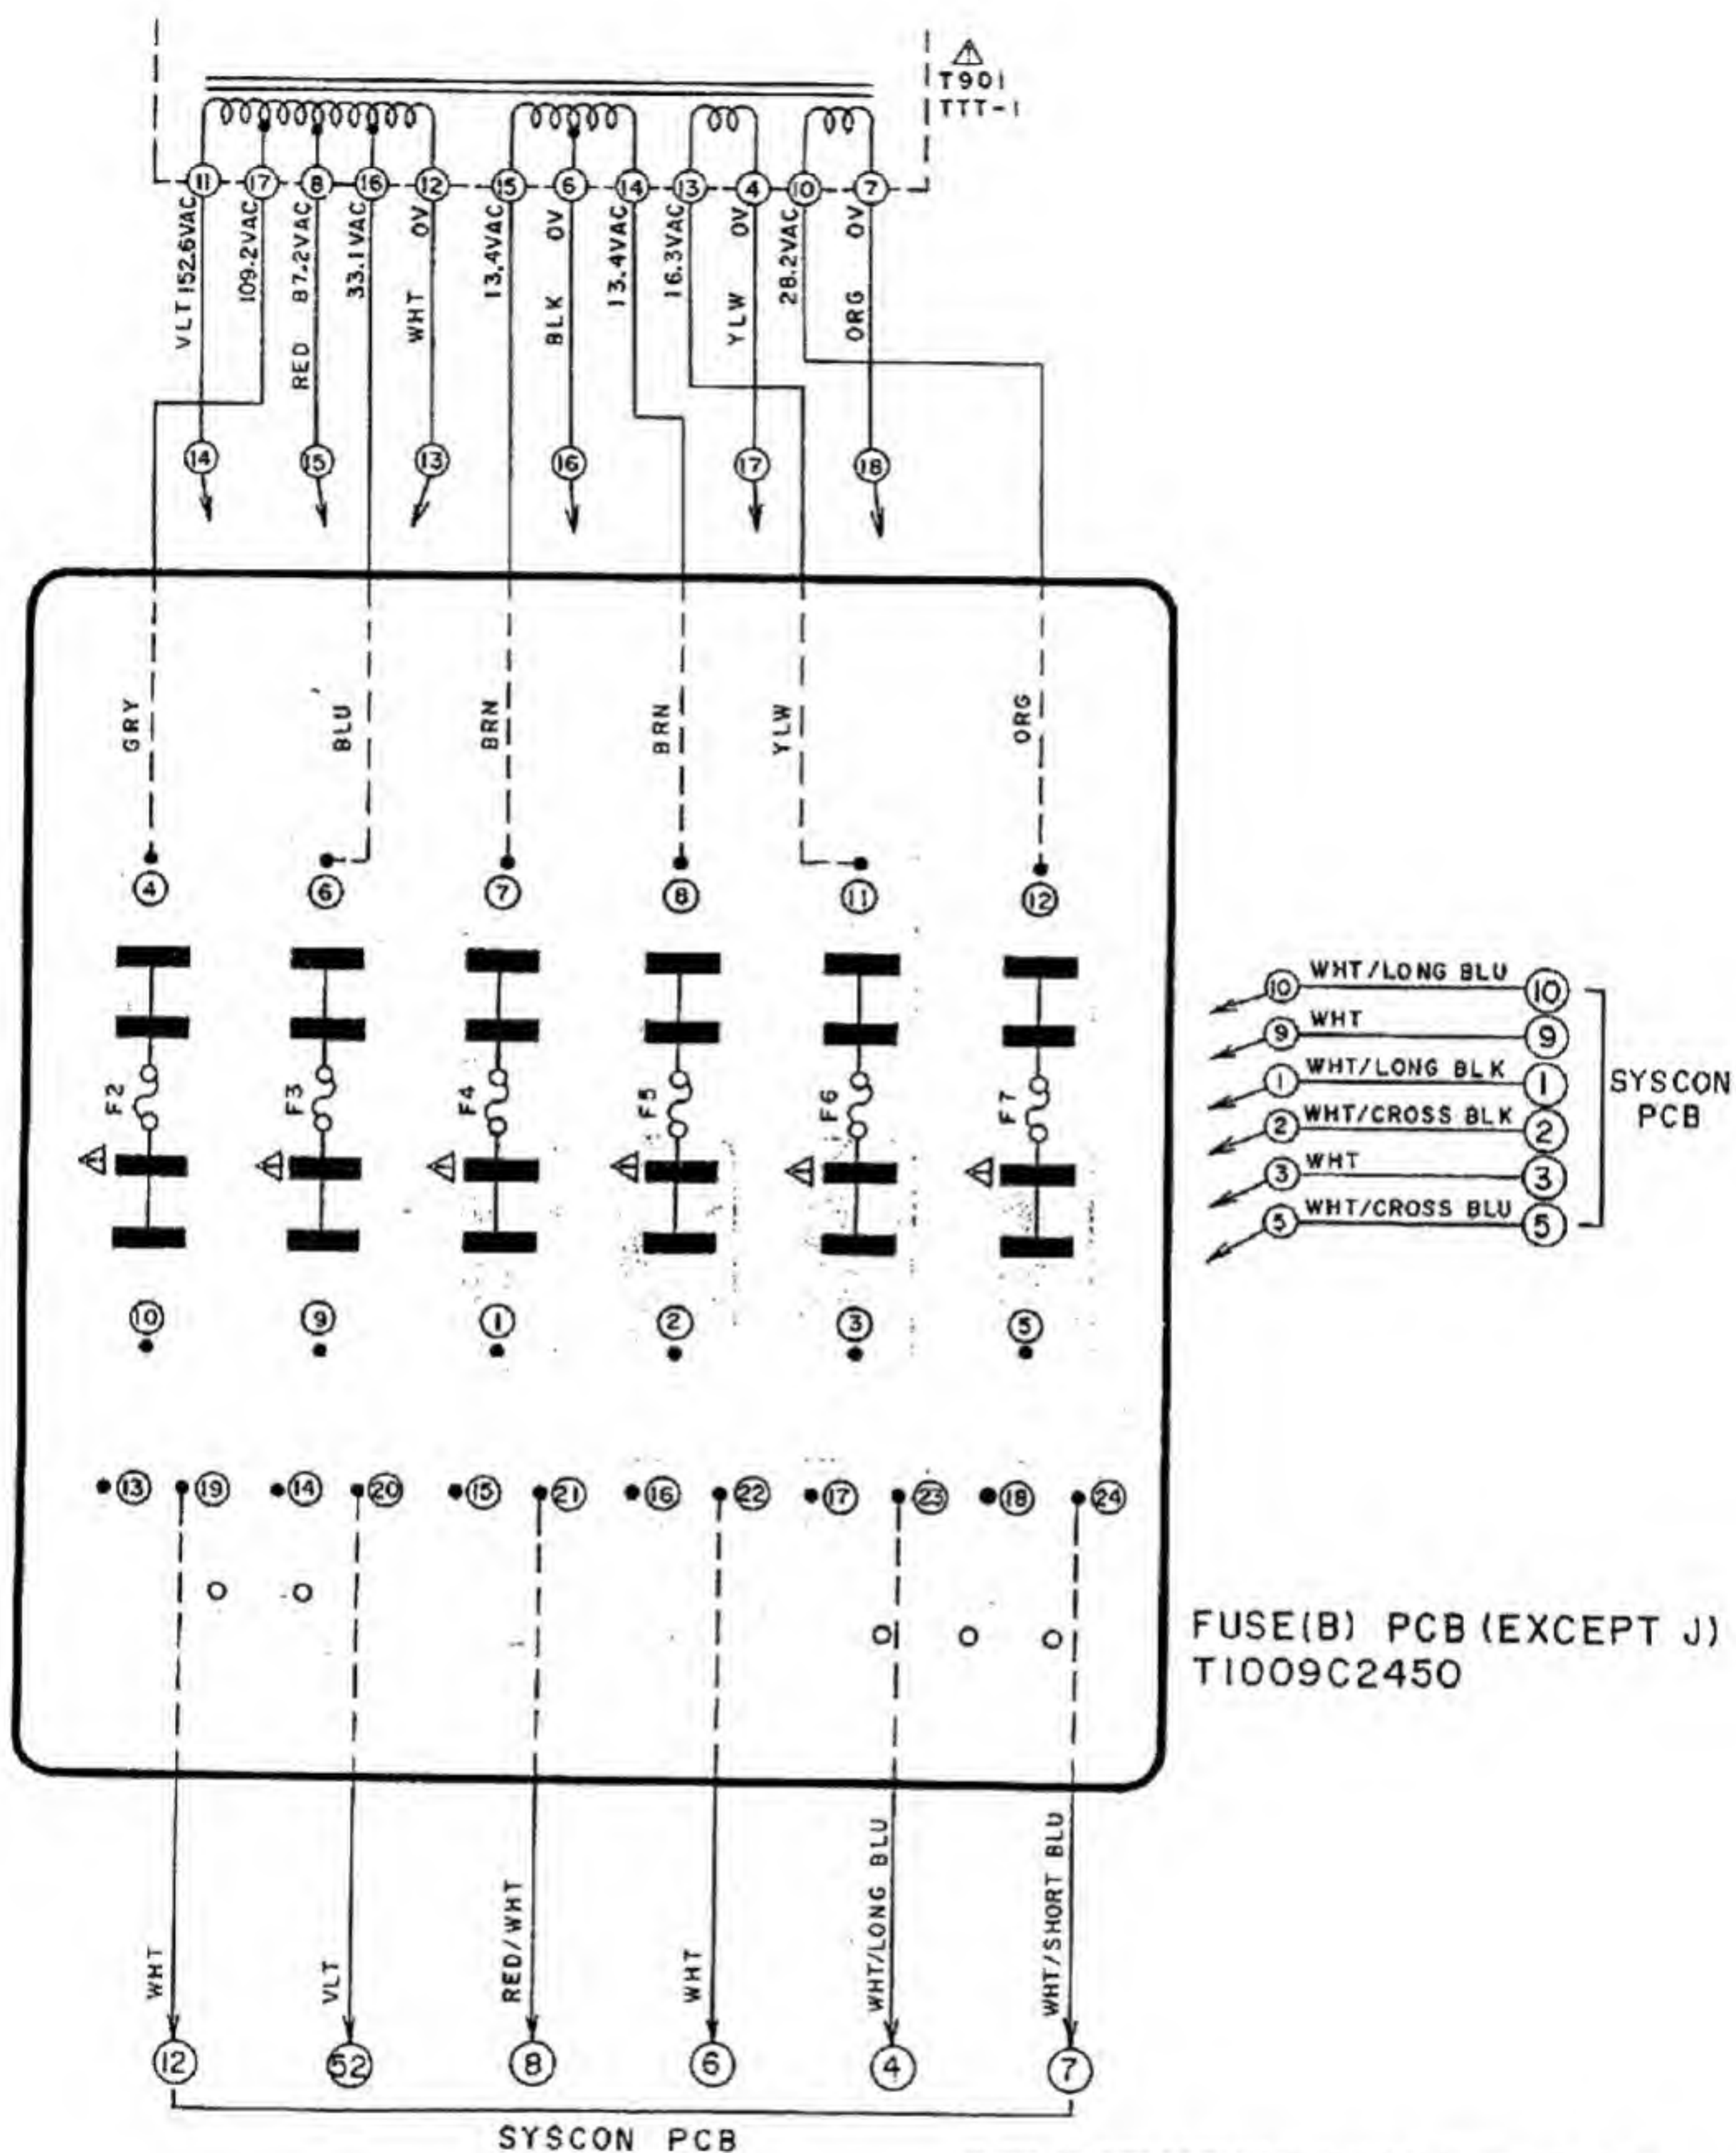 T901
TTT-1
11 17 8 16 12 15 6 14 13 4 10 7
VLT 152.6VAC
109.2VAC
RED 87.2VAC
33.1VAC
WHT 0V
13.4VAC
BLK 0V
13.4VAC
16.3VAC
YLW 0V
28.2VAC
ORG 0V
14 15 13 16 17 18
GRY BLU BRN BRN YLW ORG
4 6 7 8 11 12
10 WHT/LONG BLU 10
9 WHT 9
1 WHT/LONG BLK 1
2 WHT/CROSS BLK 2
3 WHT 3
5 WHT/CROSS BLU 5
SYSCON
PCB
F2 F3 F4 F5 F6 F7
10 9 1 2 3 5
13 19 14 20 15 21 16 22 17 23 18 24
FUSE(B) PCB (EXCEPT J)
T1009C2450
WHT VLT RED/WHT WHT WHT/LONG BLU WHT/SHORT BLU
12 52 8 6 4 7
SYSCON PCB